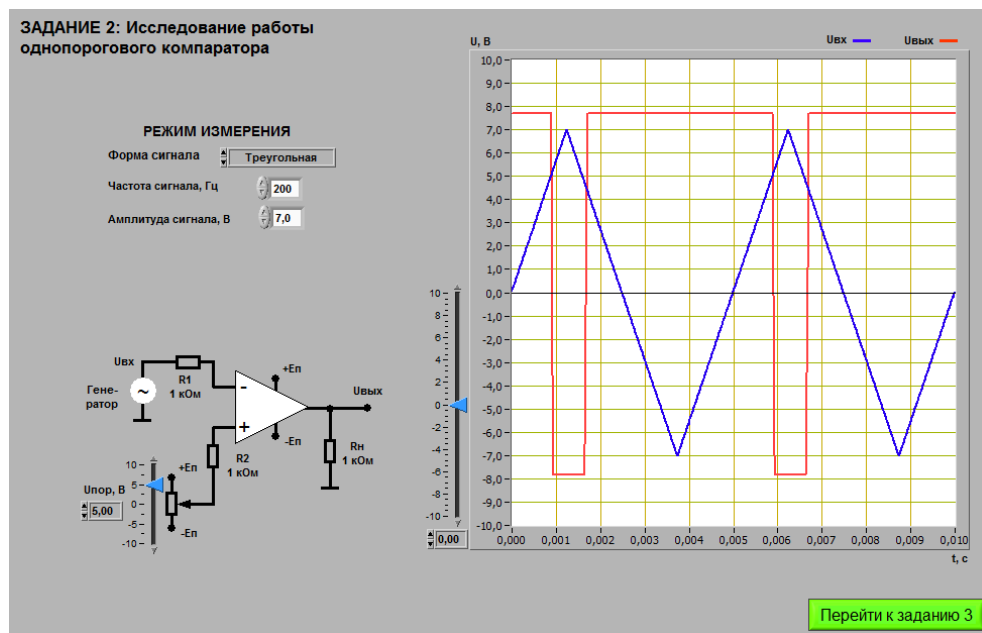 ЗАДАНИЕ 2: Исследование работы
однопорогового компаратора
РЕЖИМ ИЗМЕРЕНИЯ
Форма сигнала Треугольная
Частота сигнала, Гц 200
Амплитуда сигнала, В 7,0
Uвх
Гене-
ратор
~
R1
1 кОм
-
+
+Eп
-Eп
Uвых
R2
1 кОм
Rн
1 кОм
Uпор, В
5,00
10
5
0
-5
-10
+Eп
-Eп
10
8
6
4
2
0
-2
-4
-6
-8
-10
0,00
U, В
Uвх Uвых
10,0
9,0
8,0
7,0
6,0
5,0
4,0
3,0
2,0
1,0
0,0
-1,0
-2,0
-3,0
-4,0
-5,0
-6,0
-7,0
-8,0
-9,0
-10,0
0,000 0,001 0,002 0,003 0,004 0,005 0,006 0,007 0,008 0,009 0,010
t, с
Перейти к заданию 3